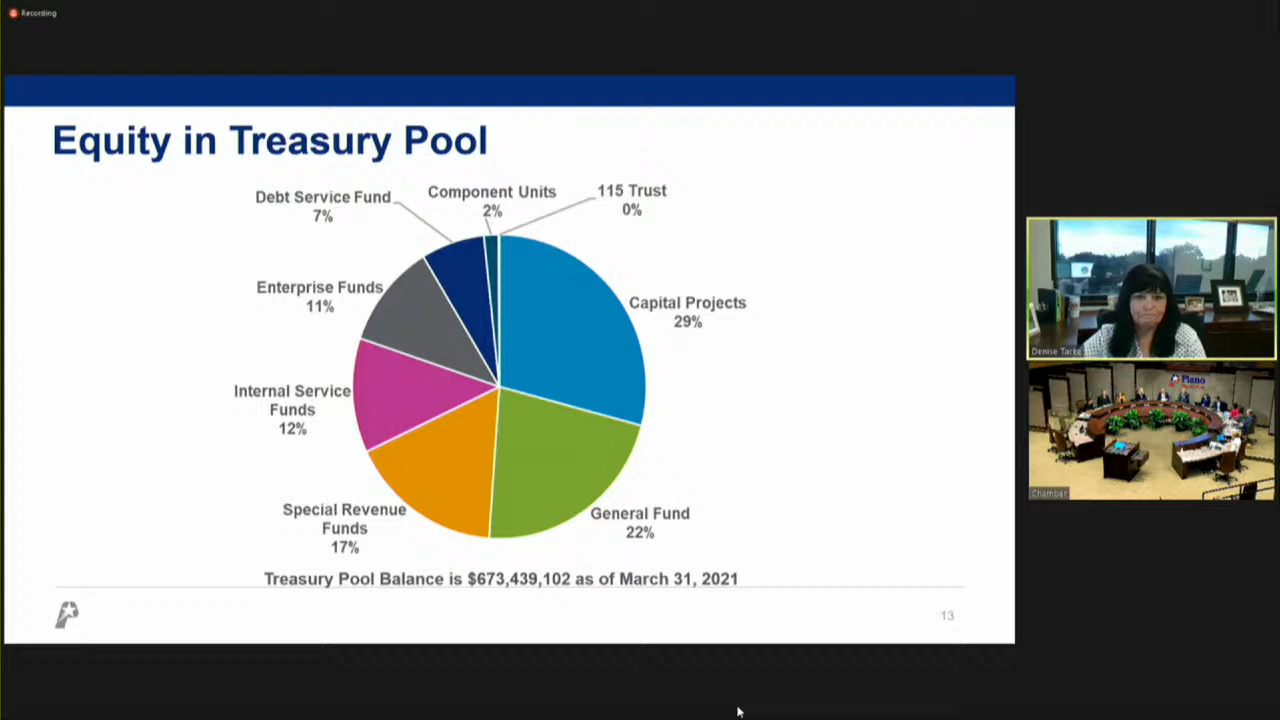 Recording
Equity in Treasury Pool
Debt Service Fund
7%
Component Units
2%
115 Trust
0%
Enterprise Funds
11%
Capital Projects
29%
Internal Service
Funds
12%
Special Revenue
Funds
17%
General Fund
22%
Treasury Pool Balance is $673,439,102 as of March 31, 2021
13
Denise Tacke
Plano
Chamber